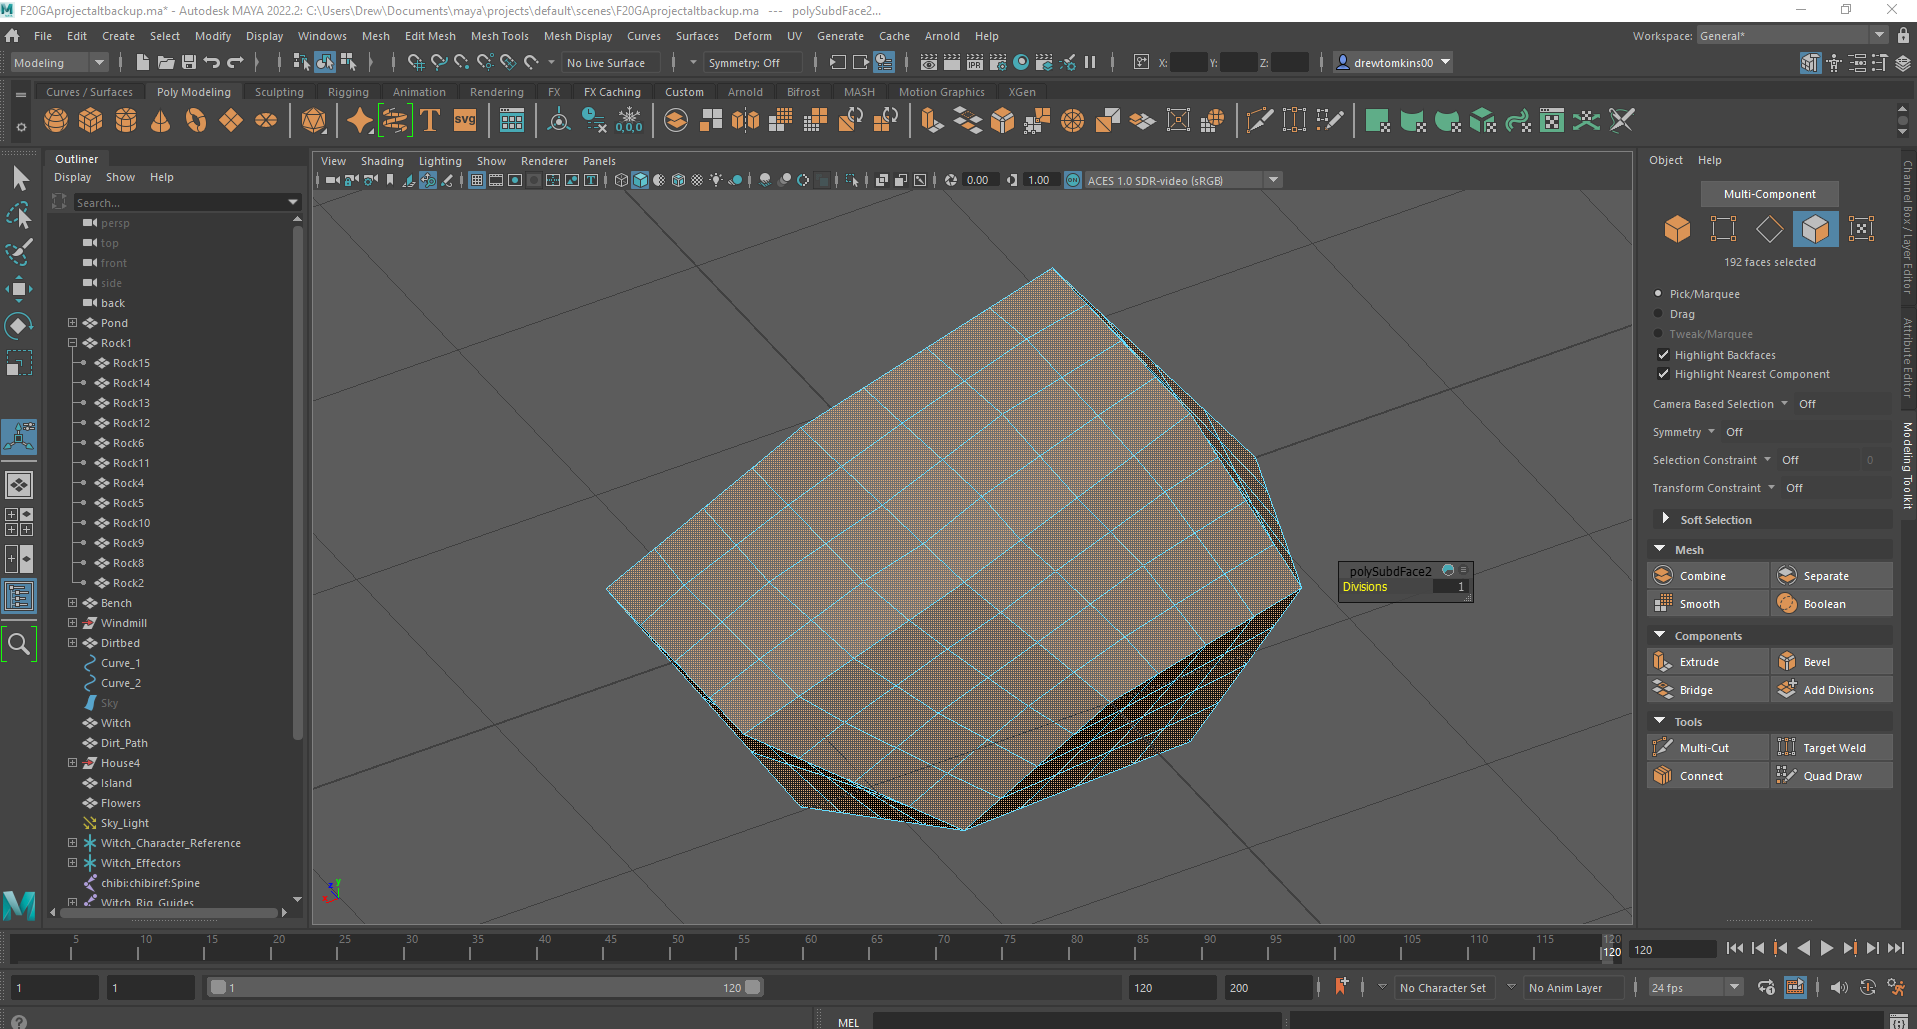 F20GAprojectaltbackup.ma* - Autodesk MAYA 2022.2: C:\Users\Drew\Documents\maya\projects\default\scenes\F20GAprojectaltbackup.ma --- polySubdFace2...
File Edit Create Select Modify Display Windows Mesh Edit Mesh Mesh Tools Mesh Display Curves Surfaces Deform UV Generate Cache Arnold Help
Workspace: General*
Modeling
No Live Surface
Symmetry: Off
IPR
X:
Y:
Z:
drewtomkins00
Curves / Surfaces Poly Modeling Sculpting Rigging Animation Rendering FX FX Caching Custom Arnold Bifrost MASH Motion Graphics XGen
T
SVG
0,0,0
Outliner
Display Show Help
Search...
persp
top
front
side
back
Pond
Rock1
Rock15
Rock14
Rock13
Rock12
Rock6
Rock11
Rock4
Rock5
Rock10
Rock9
Rock8
Rock2
Bench
Windmill
Dirtbed
Curve_1
Curve_2
Sky
Witch
Dirt_Path
House4
Island
Flowers
Sky_Light
Witch_Character_Reference
Witch_Effectors
chibi:chibiref:Spine
Witch_Rig_Guides
View Shading Lighting Show Renderer Panels
0.00
1.00
ON
ACES 1.0 SDR-video (sRGB)
polySubdFace2
Divisions 1
z y
x
Object Help
Multi-Component
192 faces selected
Pick/Marquee
Drag
Tweak/Marquee
Highlight Backfaces
Highlight Nearest Component
Camera Based Selection Off
Symmetry Off
Selection Constraint Off 0
Transform Constraint Off
Soft Selection
Mesh
Combine Separate
Smooth Boolean
Components
Extrude Bevel
Bridge Add Divisions
Tools
Multi-Cut Target Weld
Connect Quad Draw
Channel Box / Layer Editor
Attribute Editor
Modeling Toolkit
5 10 15 20 25 30 35 40 45 50 55 60 65 70 75 80 85 90 95 100 105 110 115 120
120
120
1
1
1
120
120
200
No Character Set
No Anim Layer
24 fps
MEL